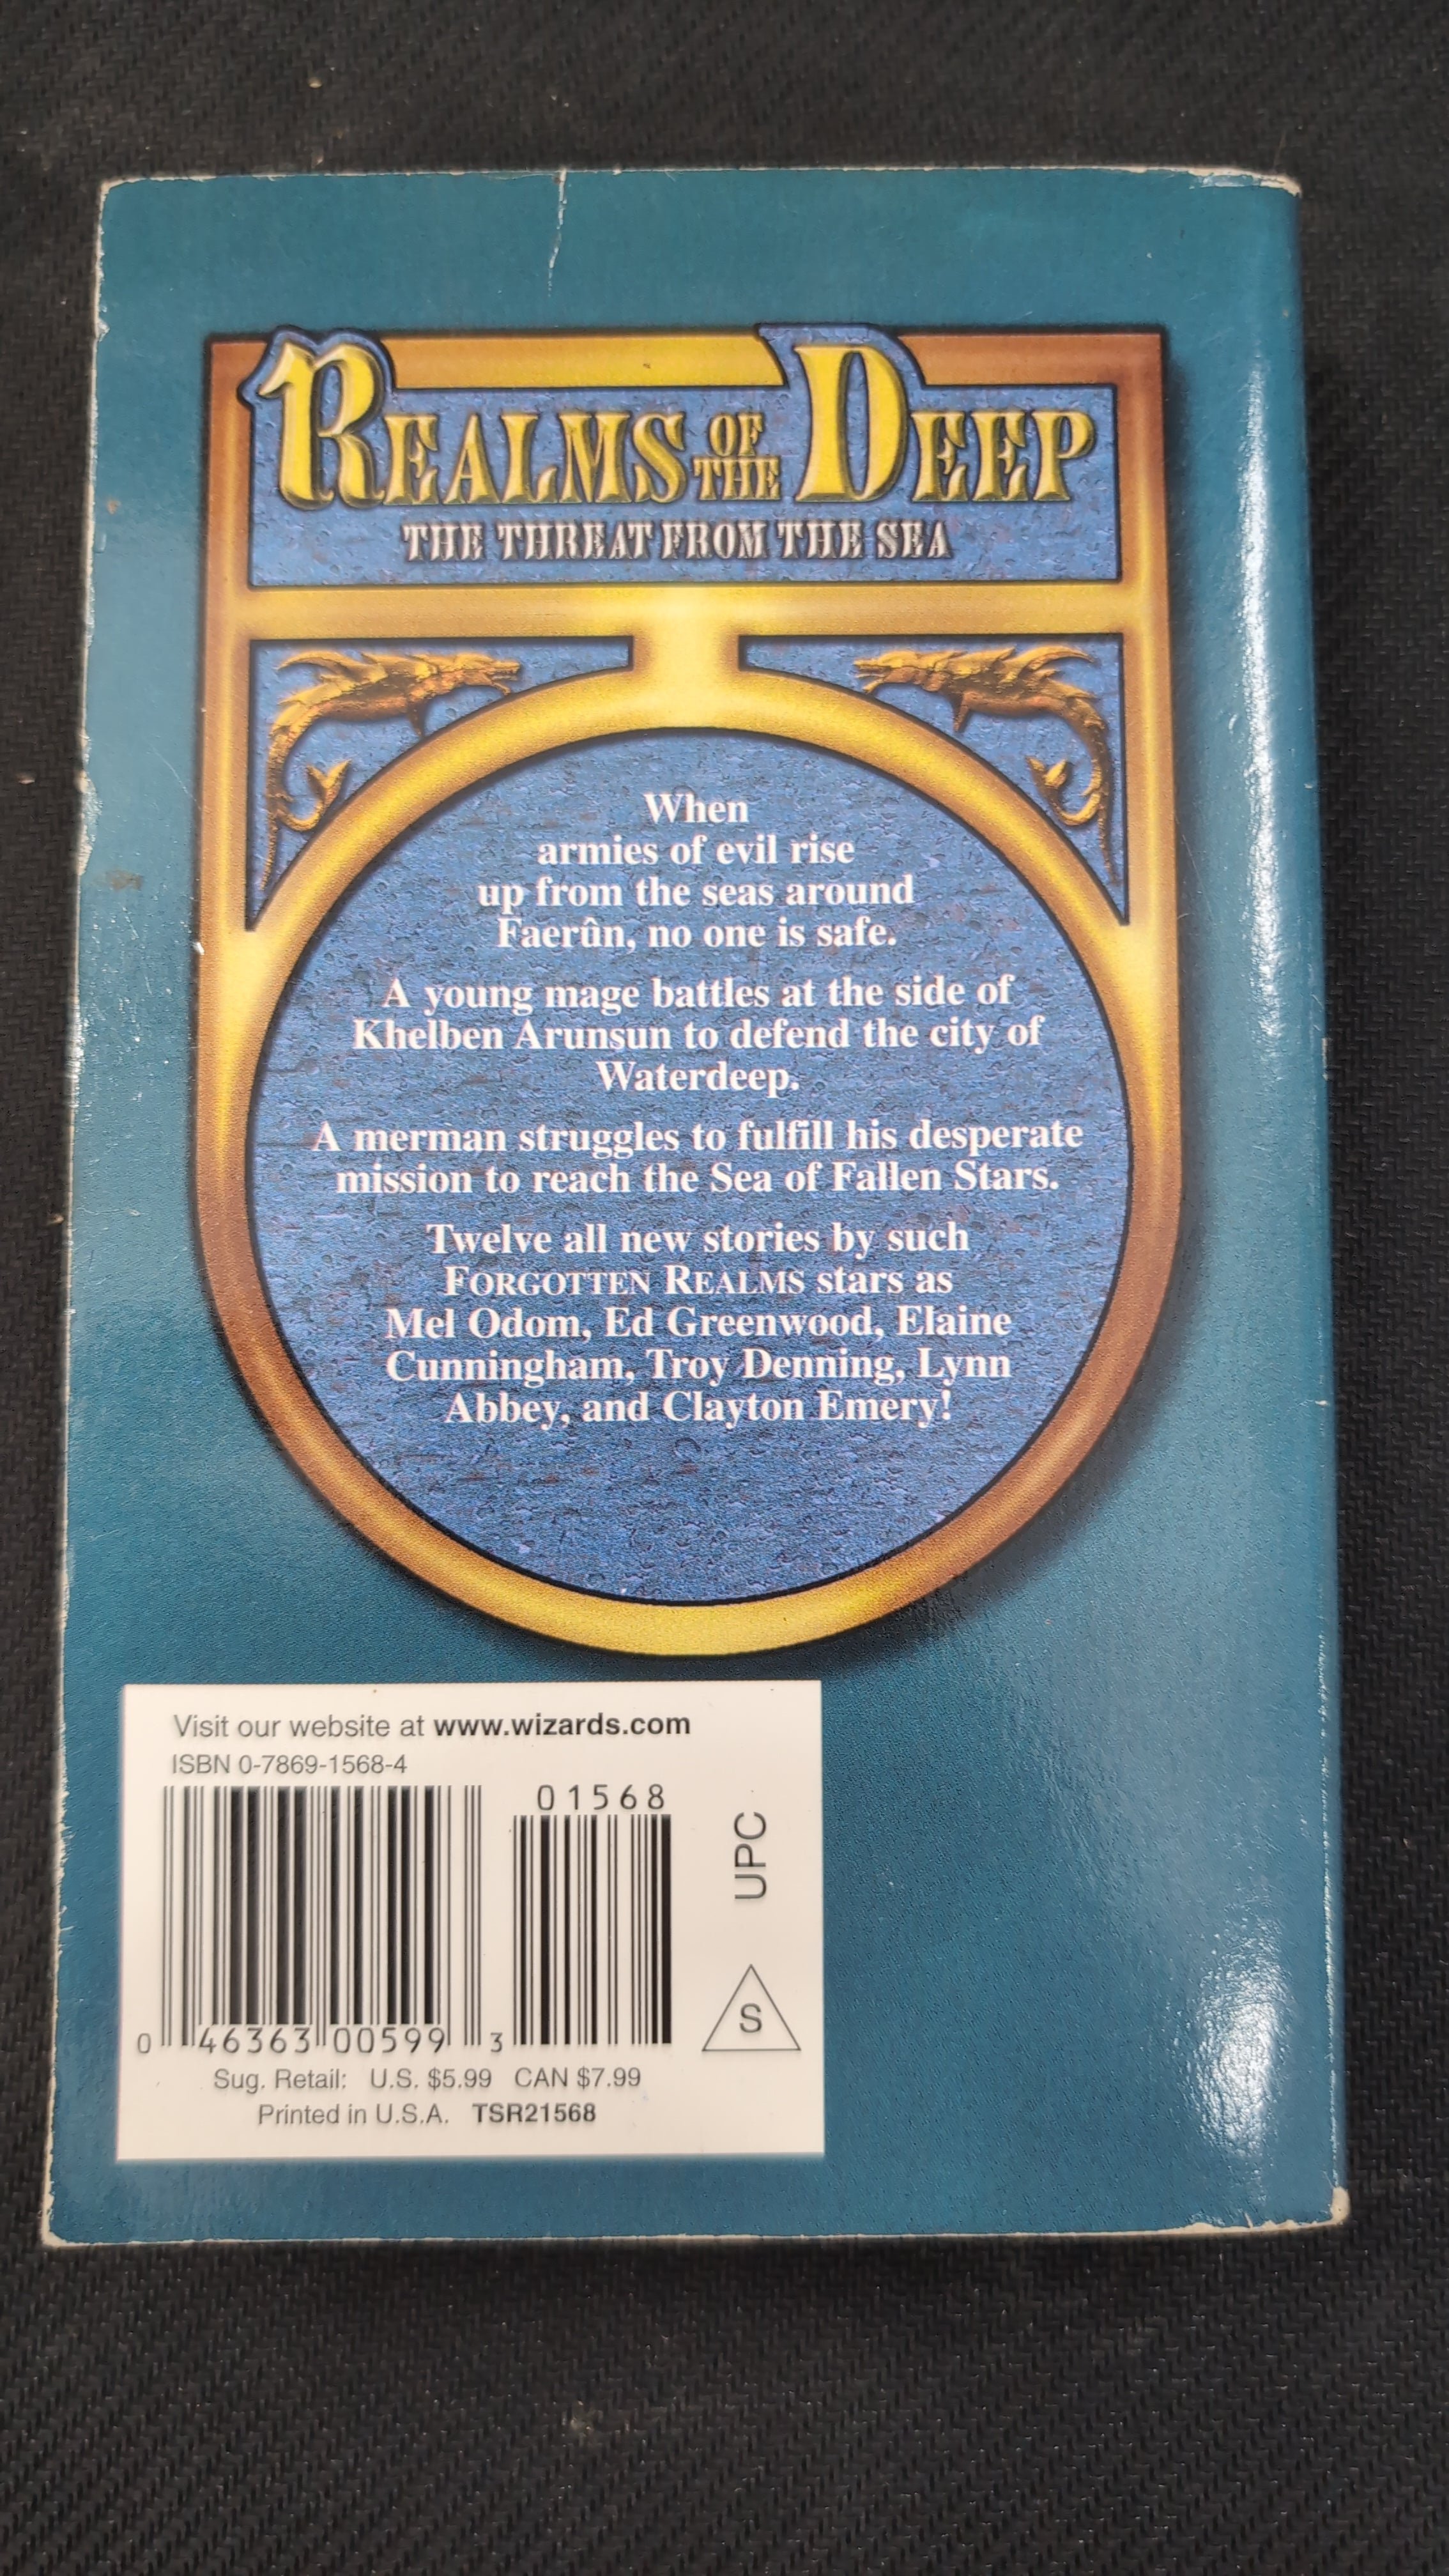 REALMS OF THE DEEP
THE THREAT FROM THE SEA
When
armies of evil rise
up from the seas around
Faerûn, no one is safe.
A young mage battles at the side of
Khelben Arunsun to defend the city of
Waterdeep.
A merman struggles to fulfill his desperate
mission to reach the Sea of Fallen Stars.
Twelve all new stories by such
FORGOTTEN REALMS stars as
Mel Odom, Ed Greenwood, Elaine
Cunningham, Troy Denning, Lynn
Abbey, and Clayton Emery!
Visit our website at www.wizards.com
ISBN 0-7869-1568-4
01568
UPC
S
0 46363 00599 3
Sug. Retail: U.S. $5.99 CAN $7.99
Printed in U.S.A. TSR21568